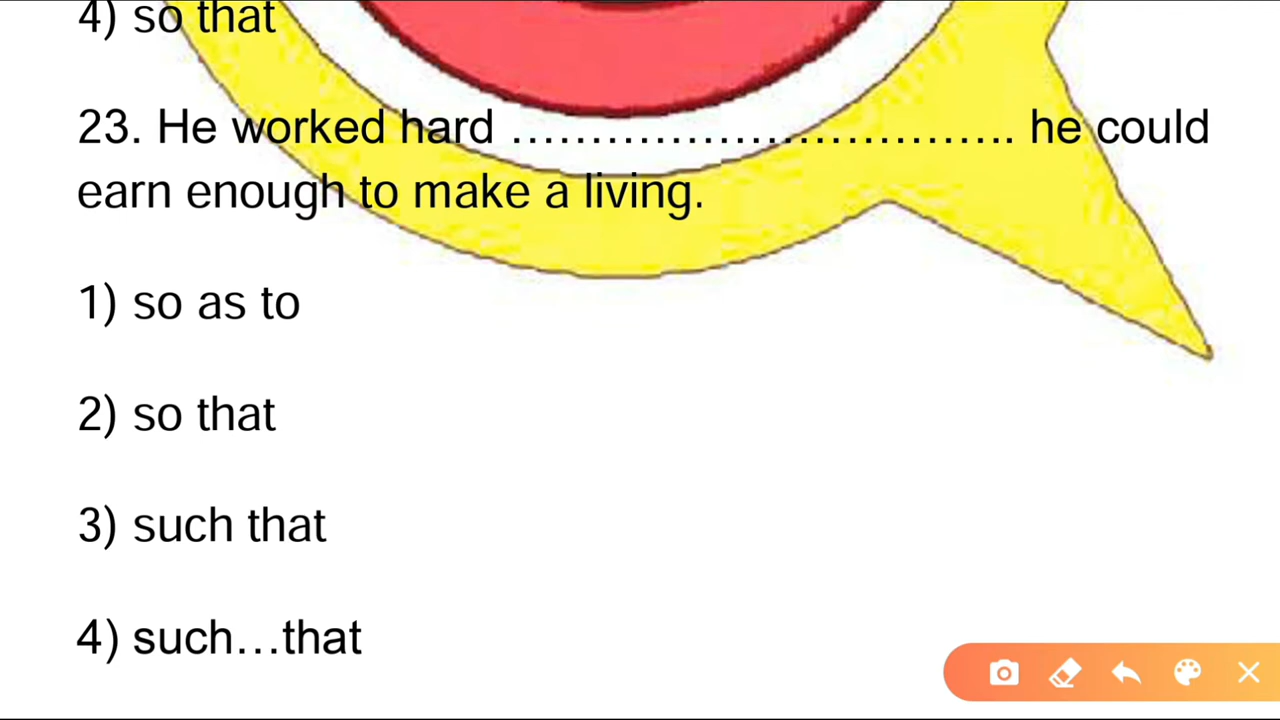 4) so that
23. He worked hard ………………………….. he could
earn enough to make a living.
1) so as to
2) so that
3) such that
4) such…that